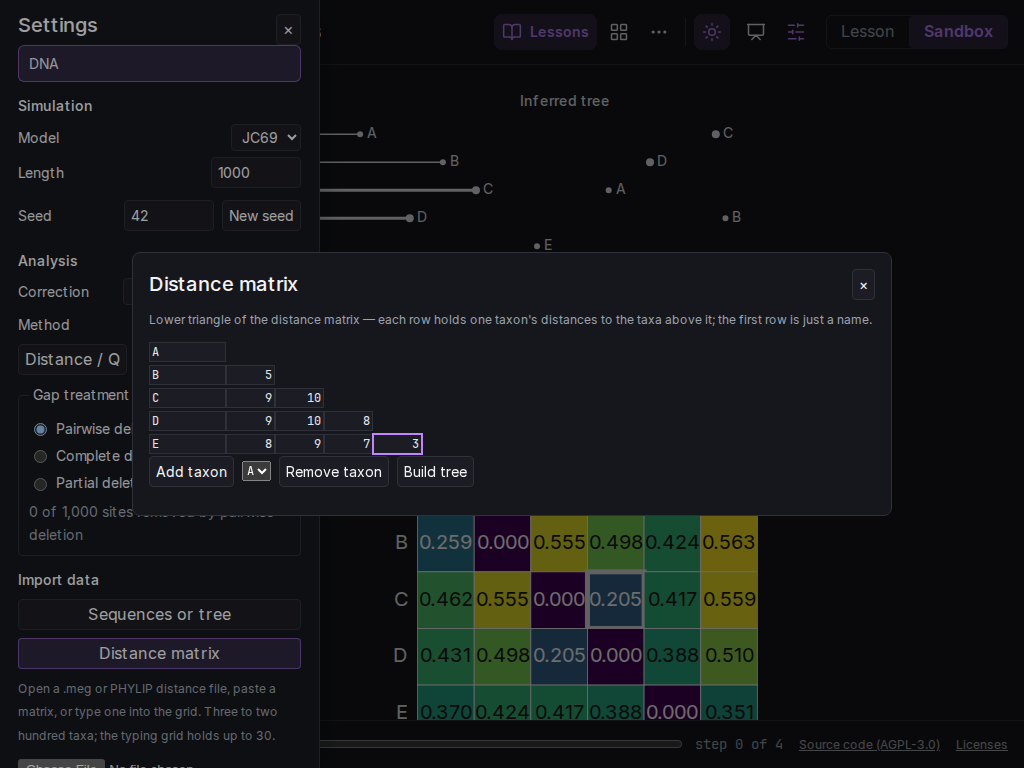 Settings
×
DNA
Simulation
Model
JC69
Length
1000
Seed
42
New seed
Analysis
Correction
Method
Distance / Q
Gap treatment
Pairwise de
Complete d
Partial delet
0 of 1,000 sites removed by pairwise
deletion
Import data
Sequences or tree
Distance matrix
Open a .meg or PHYLIP distance file, paste a
matrix, or type one into the grid. Three to two
hundred taxa; the typing grid holds up to 30.
Choose File No file chosen
Lessons
Lesson
Sandbox
Inferred tree
A
B
C
D
C
D
A
B
E
Distance matrix
×
Lower triangle of the distance matrix — each row holds one taxon's distances to the taxa above it; the first row is just a name.
A
B 5
C 9 10
D 9 10 8
E 8 9 7 3
Add taxon A Remove taxon Build tree
B 0.259 0.000 0.555 0.498 0.424 0.563
C 0.462 0.555 0.000 0.205 0.417 0.559
D 0.431 0.498 0.205 0.000 0.388 0.510
E 0.370 0.424 0.417 0.388 0.000 0.351
step 0 of 4 Source code (AGPL-3.0) Licenses